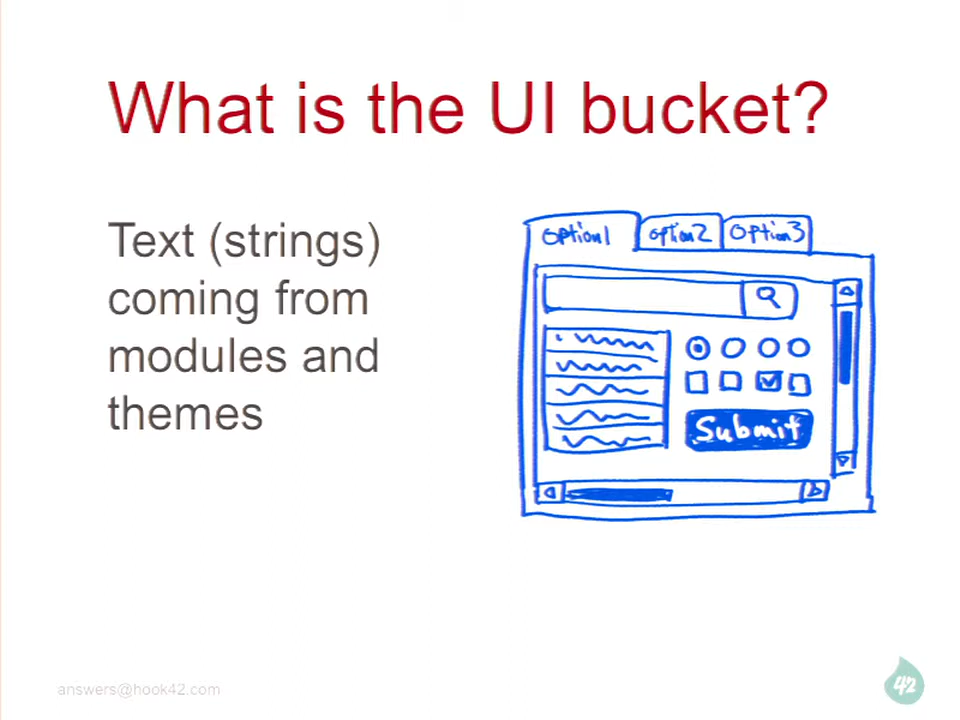 What is the UI bucket?
Text (strings)
coming from
modules and
themes
Option1 Option2 Option3
Submit
answers@hook42.com
42